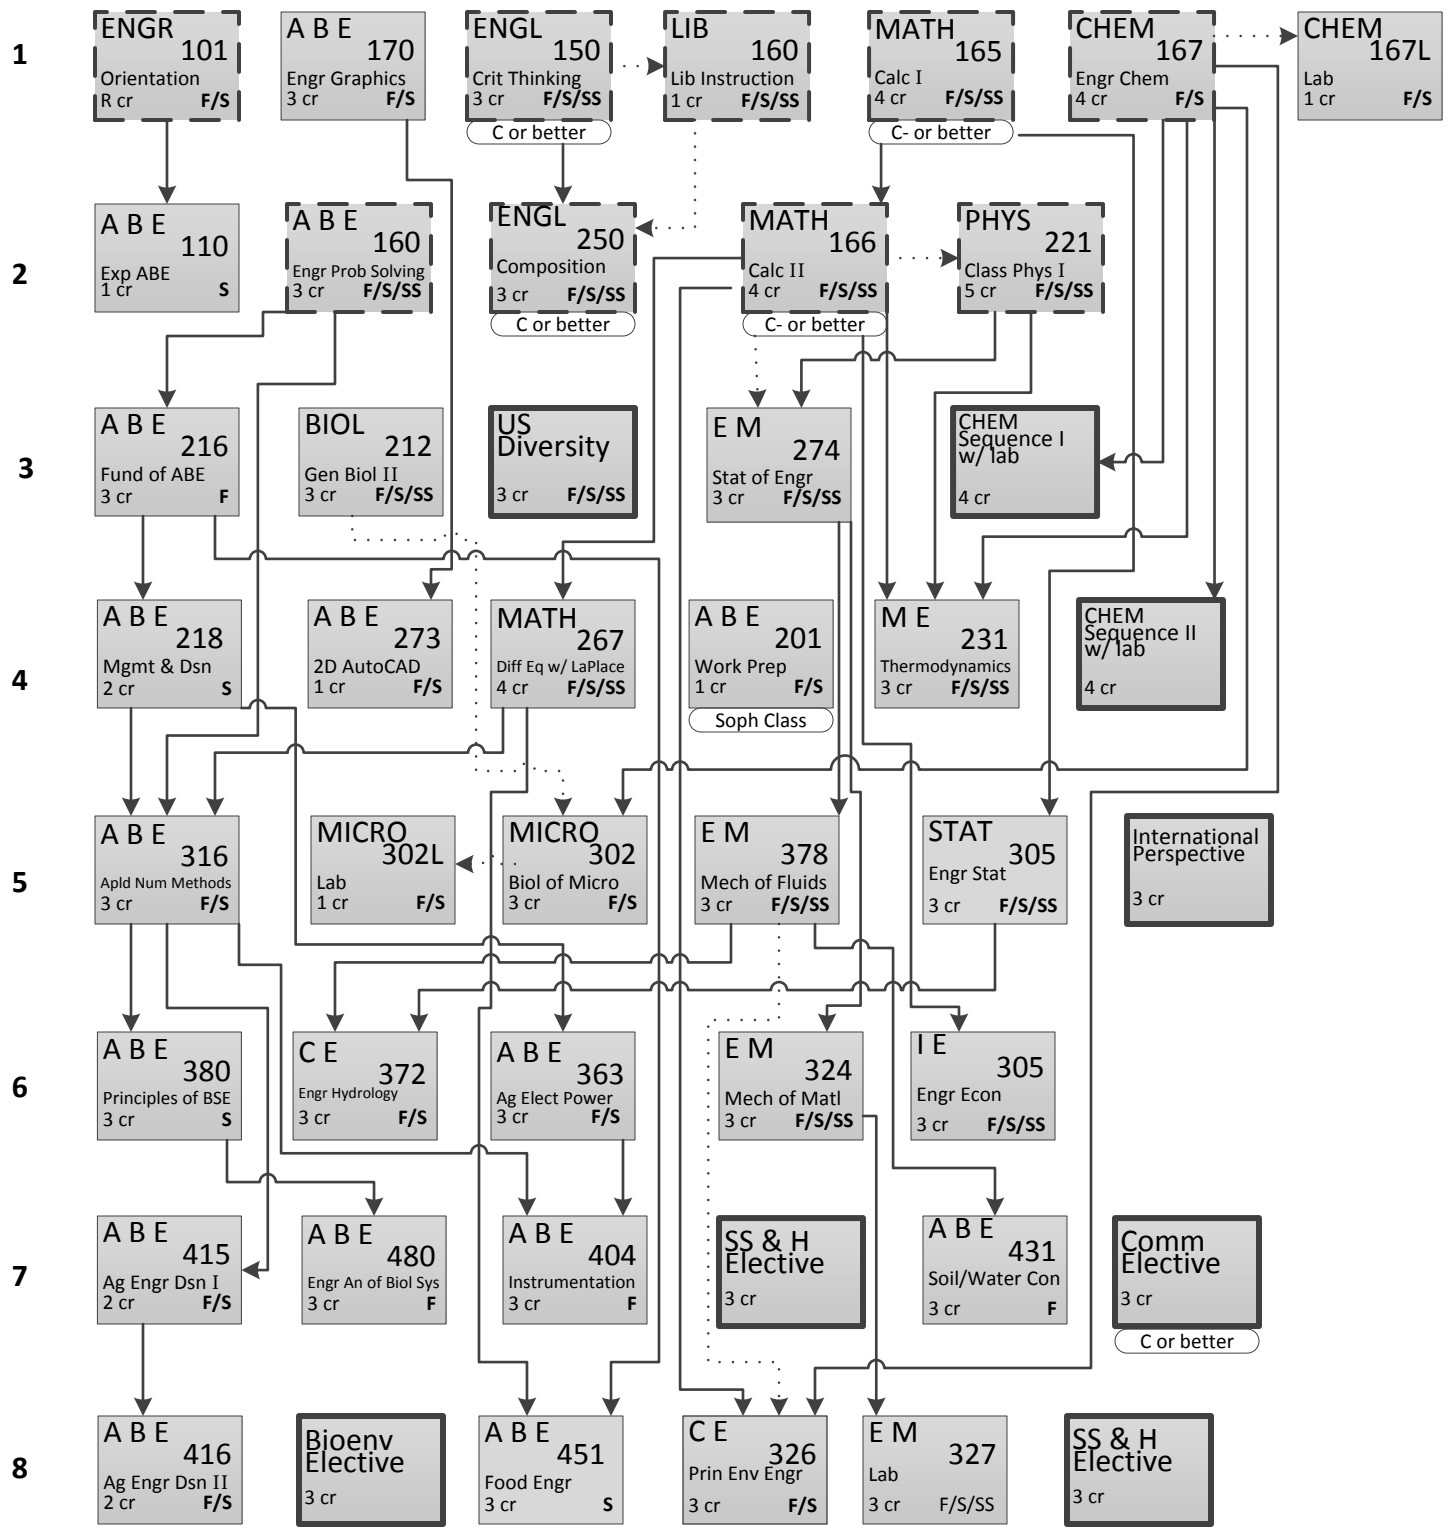 1
ENGR
101
Orientation
R cr F/S
A B E
170
Engr Graphics
3 cr F/S
ENGL
150
Crit Thinking
3 cr F/S/SS
C or better
LIB
160
Lib Instruction
1 cr F/S/SS
MATH
165
Calc I
4 cr F/S/SS
C- or better
CHEM
167
Engr Chem
4 cr F/S
CHEM
167L
Lab
1 cr F/S
2
A B E
110
Exp ABE
1 cr S
A B E
160
Engr Prob Solving
3 cr F/S/SS
ENGL
250
Composition
3 cr F/S/SS
C or better
MATH
166
Calc II
4 cr F/S/SS
C- or better
PHYS
221
Class Phys I
5 cr F/S/SS
3
A B E
216
Fund of ABE
3 cr F
BIOL
212
Gen Biol II
3 cr F/S/SS
US
Diversity
3 cr F/S/SS
E M
274
Stat of Engr
3 cr F/S/SS
CHEM
Sequence I
w/ lab
4 cr
4
A B E
218
Mgmt & Dsn
2 cr S
A B E
273
2D AutoCAD
1 cr F/S
MATH
267
Diff Eq w/ LaPlace
4 cr F/S/SS
A B E
201
Work Prep
1 cr F/S
Soph Class
M E
231
Thermodynamics
3 cr F/S/SS
CHEM
Sequence II
w/ lab
4 cr
5
A B E
316
Apld Num Methods
3 cr F/S
MICRO
302L
Lab
1 cr F/S
MICRO
302
Biol of Micro
3 cr F/S
E M
378
Mech of Fluids
3 cr F/S/SS
STAT
305
Engr Stat
3 cr F/S/SS
International
Perspective
3 cr
6
A B E
380
Principles of BSE
3 cr S
C E
372
Engr Hydrology
3 cr F/S
A B E
363
Ag Elect Power
3 cr F/S
E M
324
Mech of Matl
3 cr F/S/SS
I E
305
Engr Econ
3 cr F/S/SS
7
A B E
415
Ag Engr Dsn I
2 cr F/S
A B E
480
Engr An of Biol Sys
3 cr F
A B E
404
Instrumentation
3 cr F
SS & H
Elective
3 cr
A B E
431
Soil/Water Con
3 cr F
Comm
Elective
3 cr
C or better
8
A B E
416
Ag Engr Dsn II
2 cr F/S
Bioenv
Elective
3 cr
A B E
451
Food Engr
3 cr S
C E
326
Prin Env Engr
3 cr F/S
E M
327
Lab
3 cr F/S/SS
SS & H
Elective
3 cr